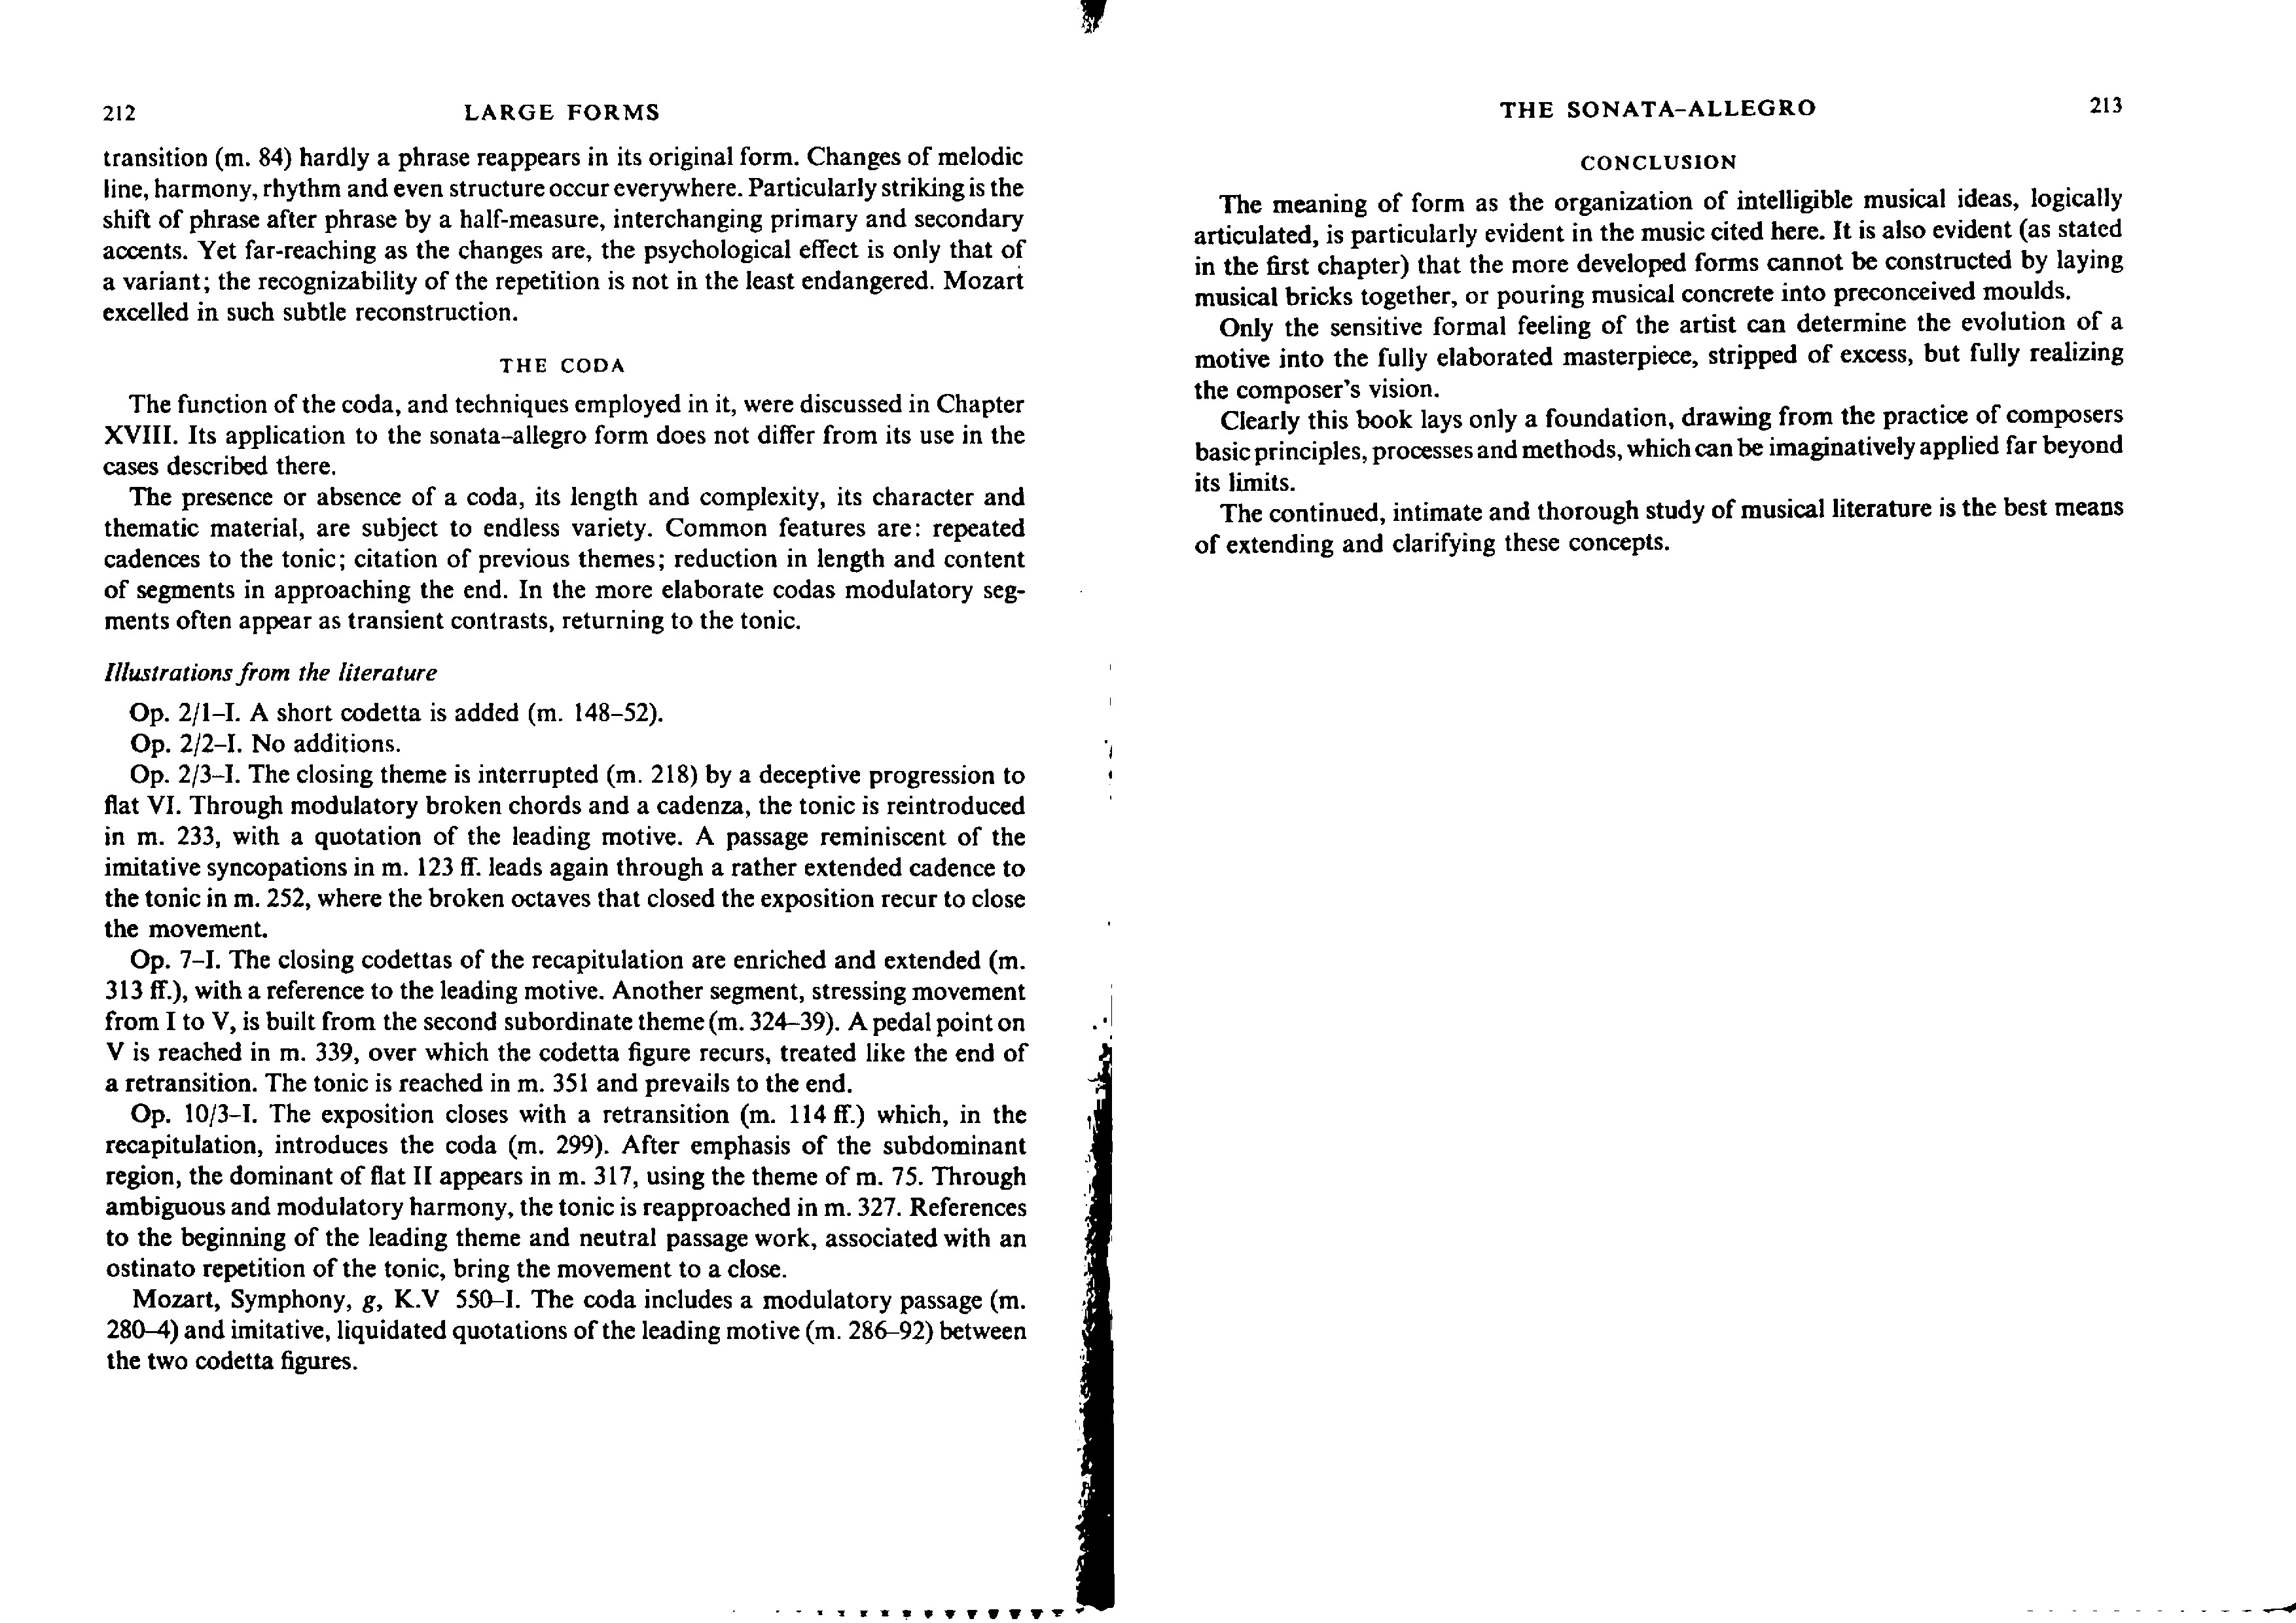 212
LARGE FORMS
transition (m. 84) hardly a phrase reappears in its original form. Changes of melodic
line, harmony, rhythm and even structure occur everywhere. Particularly striking is the
shift of phrase after phrase by a half-measure, interchanging primary and secondary
accents. Yet far-reaching as the changes are, the psychological effect is only that of
a variant; the recognizability of the repetition is not in the least endangered. Mozart
excelled in such subtle reconstruction.
THE CODA
The function of the coda, and techniques employed in it, were discussed in Chapter
XVIII. Its application to the sonata–allegro form does not differ from its use in the
cases described there.
The presence or absence of a coda, its length and complexity, its character and
thematic material, are subject to endless variety. Common features are: repeated
cadences to the tonic; citation of previous themes; reduction in length and content
of segments in approaching the end. In the more elaborate codas modulatory seg-
ments often appear as transient contrasts, returning to the tonic.
Illustrations from the literature
Op. 2/1–I. A short codetta is added (m. 148–52).
Op. 2/2–I. No additions.
Op. 2/3–I. The closing theme is interrupted (m. 218) by a deceptive progression to
flat VI. Through modulatory broken chords and a cadenza, the tonic is reintroduced
in m. 233, with a quotation of the leading motive. A passage reminiscent of the
imitative syncopations in m. 123 ff. leads again through a rather extended cadence to
the tonic in m. 252, where the broken octaves that closed the exposition recur to close
the movement.
Op. 7–I. The closing codettas of the recapitulation are enriched and extended (m.
313 ff.), with a reference to the leading motive. Another segment, stressing movement
from I to V, is built from the second subordinate theme (m. 324–39). A pedal point on
V is reached in m. 339, over which the codetta figure recurs, treated like the end of
a retransition. The tonic is reached in m. 351 and prevails to the end.
Op. 10/3–I. The exposition closes with a retransition (m. 114 ff.) which, in the
recapitulation, introduces the coda (m. 299). After emphasis of the subdominant
region, the dominant of flat II appears in m. 317, using the theme of m. 75. Through
ambiguous and modulatory harmony, the tonic is reapproached in m. 327. References
to the beginning of the leading theme and neutral passage work, associated with an
ostinato repetition of the tonic, bring the movement to a close.
Mozart, Symphony, g, K.V 550–I. The coda includes a modulatory passage (m.
280–4) and imitative, liquidated quotations of the leading motive (m. 286–92) between
the two codetta figures.
THE SONATA–ALLEGRO
213
CONCLUSION
The meaning of form as the organization of intelligible musical ideas, logically
articulated, is particularly evident in the music cited here. It is also evident (as stated
in the first chapter) that the more developed forms cannot be constructed by laying
musical bricks together, or pouring musical concrete into preconceived moulds.
Only the sensitive formal feeling of the artist can determine the evolution of a
motive into the fully elaborated masterpiece, stripped of excess, but fully realizing
the composer's vision.
Clearly this book lays only a foundation, drawing from the practice of composers
basic principles, processes and methods, which can be imaginatively applied far beyond
its limits.
The continued, intimate and thorough study of musical literature is the best means
of extending and clarifying these concepts.